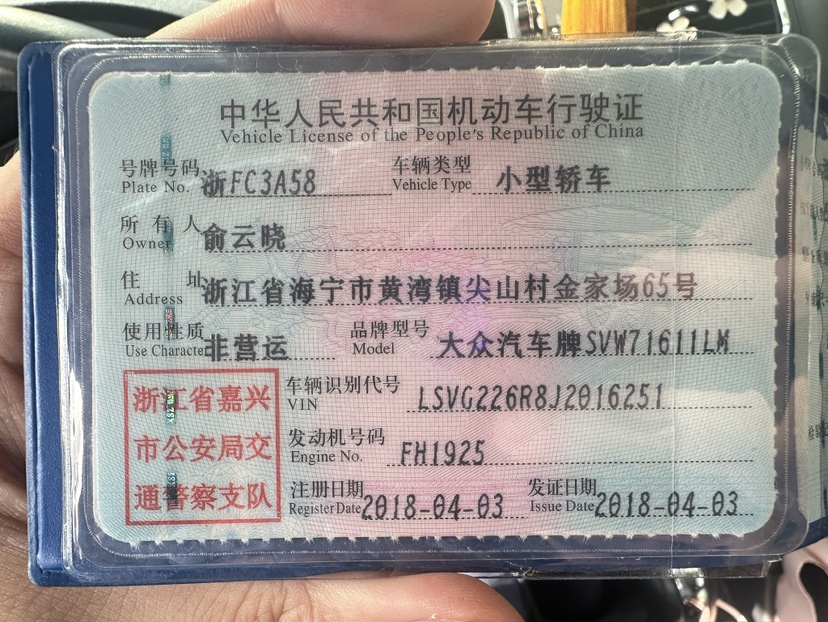 中华人民共和国机动车行驶证
Vehicle License of the People's Republic of China
号牌号码 浙FC3A58 车辆类型 小型轿车
Plate No. Vehicle Type
所有人 俞云晓
Owner
住址 浙江省海宁市黄湾镇尖山村金家场65号
Address
使用性质 非营运 品牌型号 大众汽车牌SVW71611LM
Use Character Model
浙江省嘉兴
市公安局交
通警察支队
车辆识别代号 LSVG226R8J2016251
VIN
发动机号码 FH1925
Engine No.
注册日期 2018-04-03 发证日期 2018-04-03
Register Date Issue Date